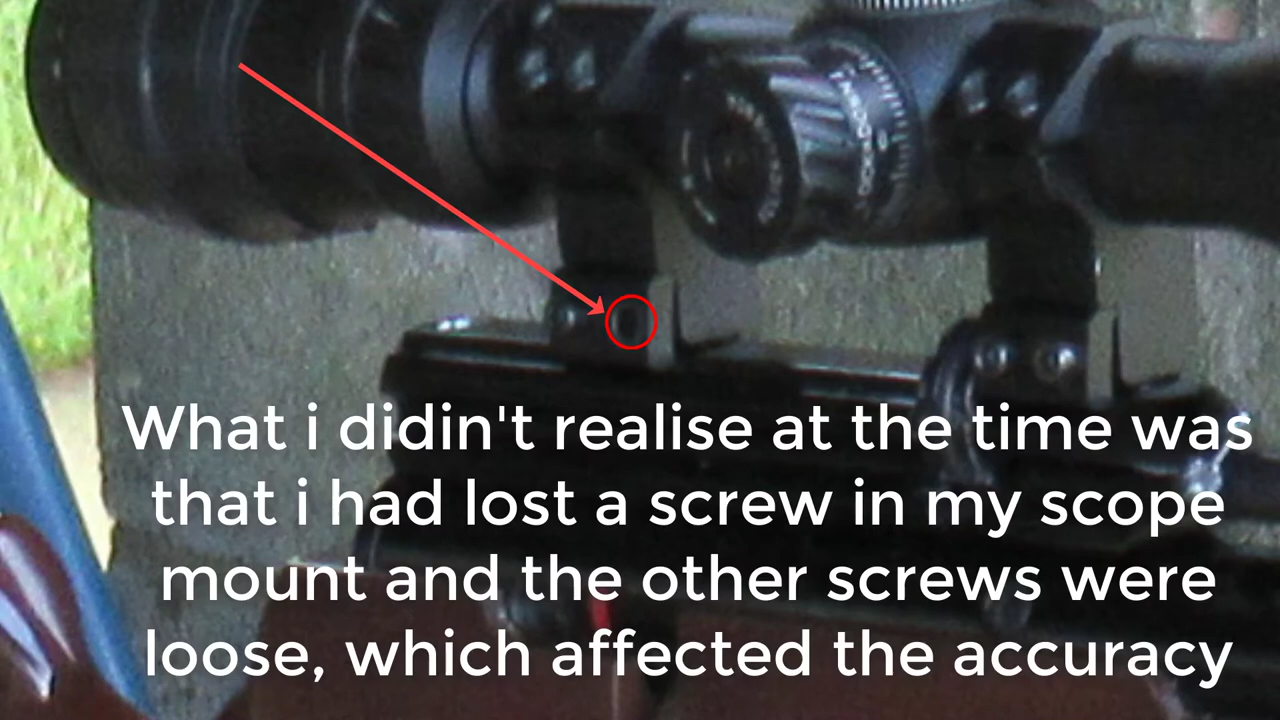 What i didin't realise at the time was
that i had lost a screw in my scope
mount and the other screws were
loose, which affected the accuracy